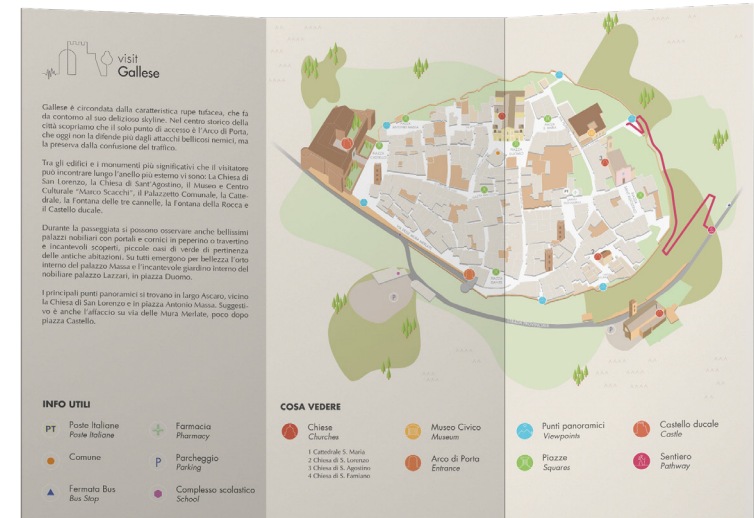 visit
Gallese
Gallese è circondata dalla caratteristica rupe tufacea, che fa
da contorno al suo delizioso skyline. Nel centro storico della
città scopriamo che il solo punto di accesso è l'Arco di Porta,
che oggi non la difende più dagli attacchi bellicosi nemici, ma
la preserva dalla confusione del traffico.
Tra gli edifici e i monumenti più significativi che il visitatore
può incontrare lungo l'anello più esterno vi sono: La Chiesa di
San Lorenzo, la Chiesa di Sant'Agostino, il Museo e Centro
Culturale "Marco Scacchi", il Palazzetto Comunale, la Catte-
drale, la Fontana delle tre cannelle, la Fontana della Rocca e
il Castello ducale.
Durante la passeggiata si possono osservare anche bellissimi
palazzi nobiliari con portali e cornici in peperino o travertino
e incantevoli scoperti, piccole oasi di verde di pertinenza
delle antiche abitazioni. Su tutti emergono per bellezza l'orto
interno del palazzo Massa e l'incantevole giardino interno del
nobiliare palazzo Lazzari, in piazza Duomo.
I principali punti panoramici si trovano in largo Ascaro, vicino
la Chiesa di San Lorenzo e in piazza Antonio Massa. Suggesti-
vo è anche l'affaccio su via delle Mura Merlate, poco dopo
piazza Castello.
INFO UTILI
PT Poste Italiane
Poste Italiane
Comune
Fermata Bus
Bus Stop
Farmacia
Pharmacy
P Parcheggio
Parking
Complesso scolastico
School
COSA VEDERE
Chiese
Churches
1 Cattedrale S. Maria
2 Chiesa di S. Lorenzo
3 Chiesa di S. Agostino
4 Chiesa di S. Famiano
Museo Civico
Museum
Arco di Porta
Entrance
Punti panoramici
Viewpoints
Piazze
Squares
Castello ducale
Castle
Sentiero
Pathway